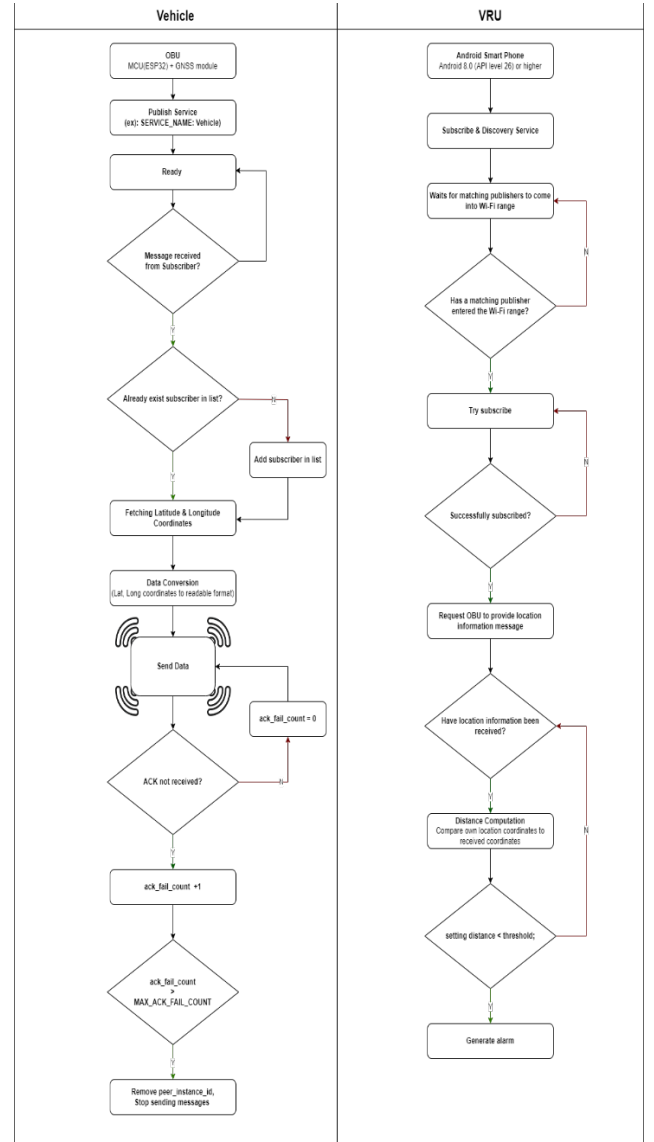 Vehicle
OBU
MCU(ESP32) + GNSS module
Publish Service
(ex): SERVICE_NAME: Vehicle)
Ready
Message received
from Subscriber?
Y
Already exist subscriber in list?
N
Add subscriber in list
Y
Fetching Latitude & Longitude
Coordinates
Data Conversion
(Lat, Long coordinates to readable format)
Send Data
ack_fail_count = 0
ACK not received?
N
Y
ack_fail_count +1
ack_fail_count
>
MAX_ACK_FAIL_COUNT
Y
Remove peer_instance_id,
Stop sending messages
VRU
Android Smart Phone
Android 8.0 (API level 26) or higher
Subscribe & Discovery Service
Waits for matching publishers to come
into Wi-Fi range
N
Has a matching publisher
entered the Wi-Fi range?
Y
Try subscribe
N
Successfully subscribed?
Y
Request OBU to provide location
information message
Have location information been
received?
Y
N
Distance Computation
Compare own location coordinates to
received coordinates
setting distance < threshold;
Y
Generate alarm